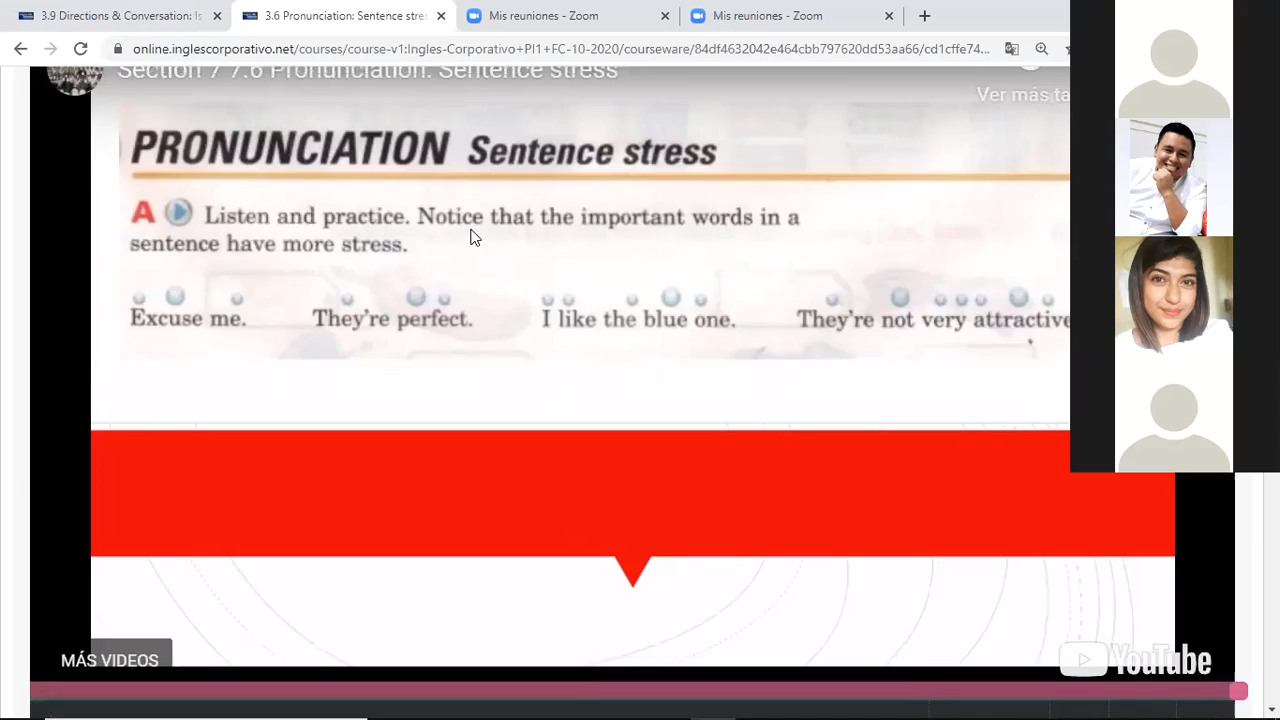 3.9 Directions & Conversation: Is
3.6 Pronunciation: Sentence stres
Mis reuniones - Zoom
Mis reuniones - Zoom
online.inglescorporativo.net/courses/course-v1:Ingles-Corporativo+PI1+FC-10-2020/courseware/84df4632d42e464cbb797620dd53aa66/cd1cffe74...
Section 7 7.6 Pronunciation: Sentence stress
Ver más ta
PRONUNCIATION Sentence stress
A Listen and practice. Notice that the important words in a
sentence have more stress.
Excuse me. They're perfect. I like the blue one. They're not very attractive
MÁS VIDEOS
YouTube